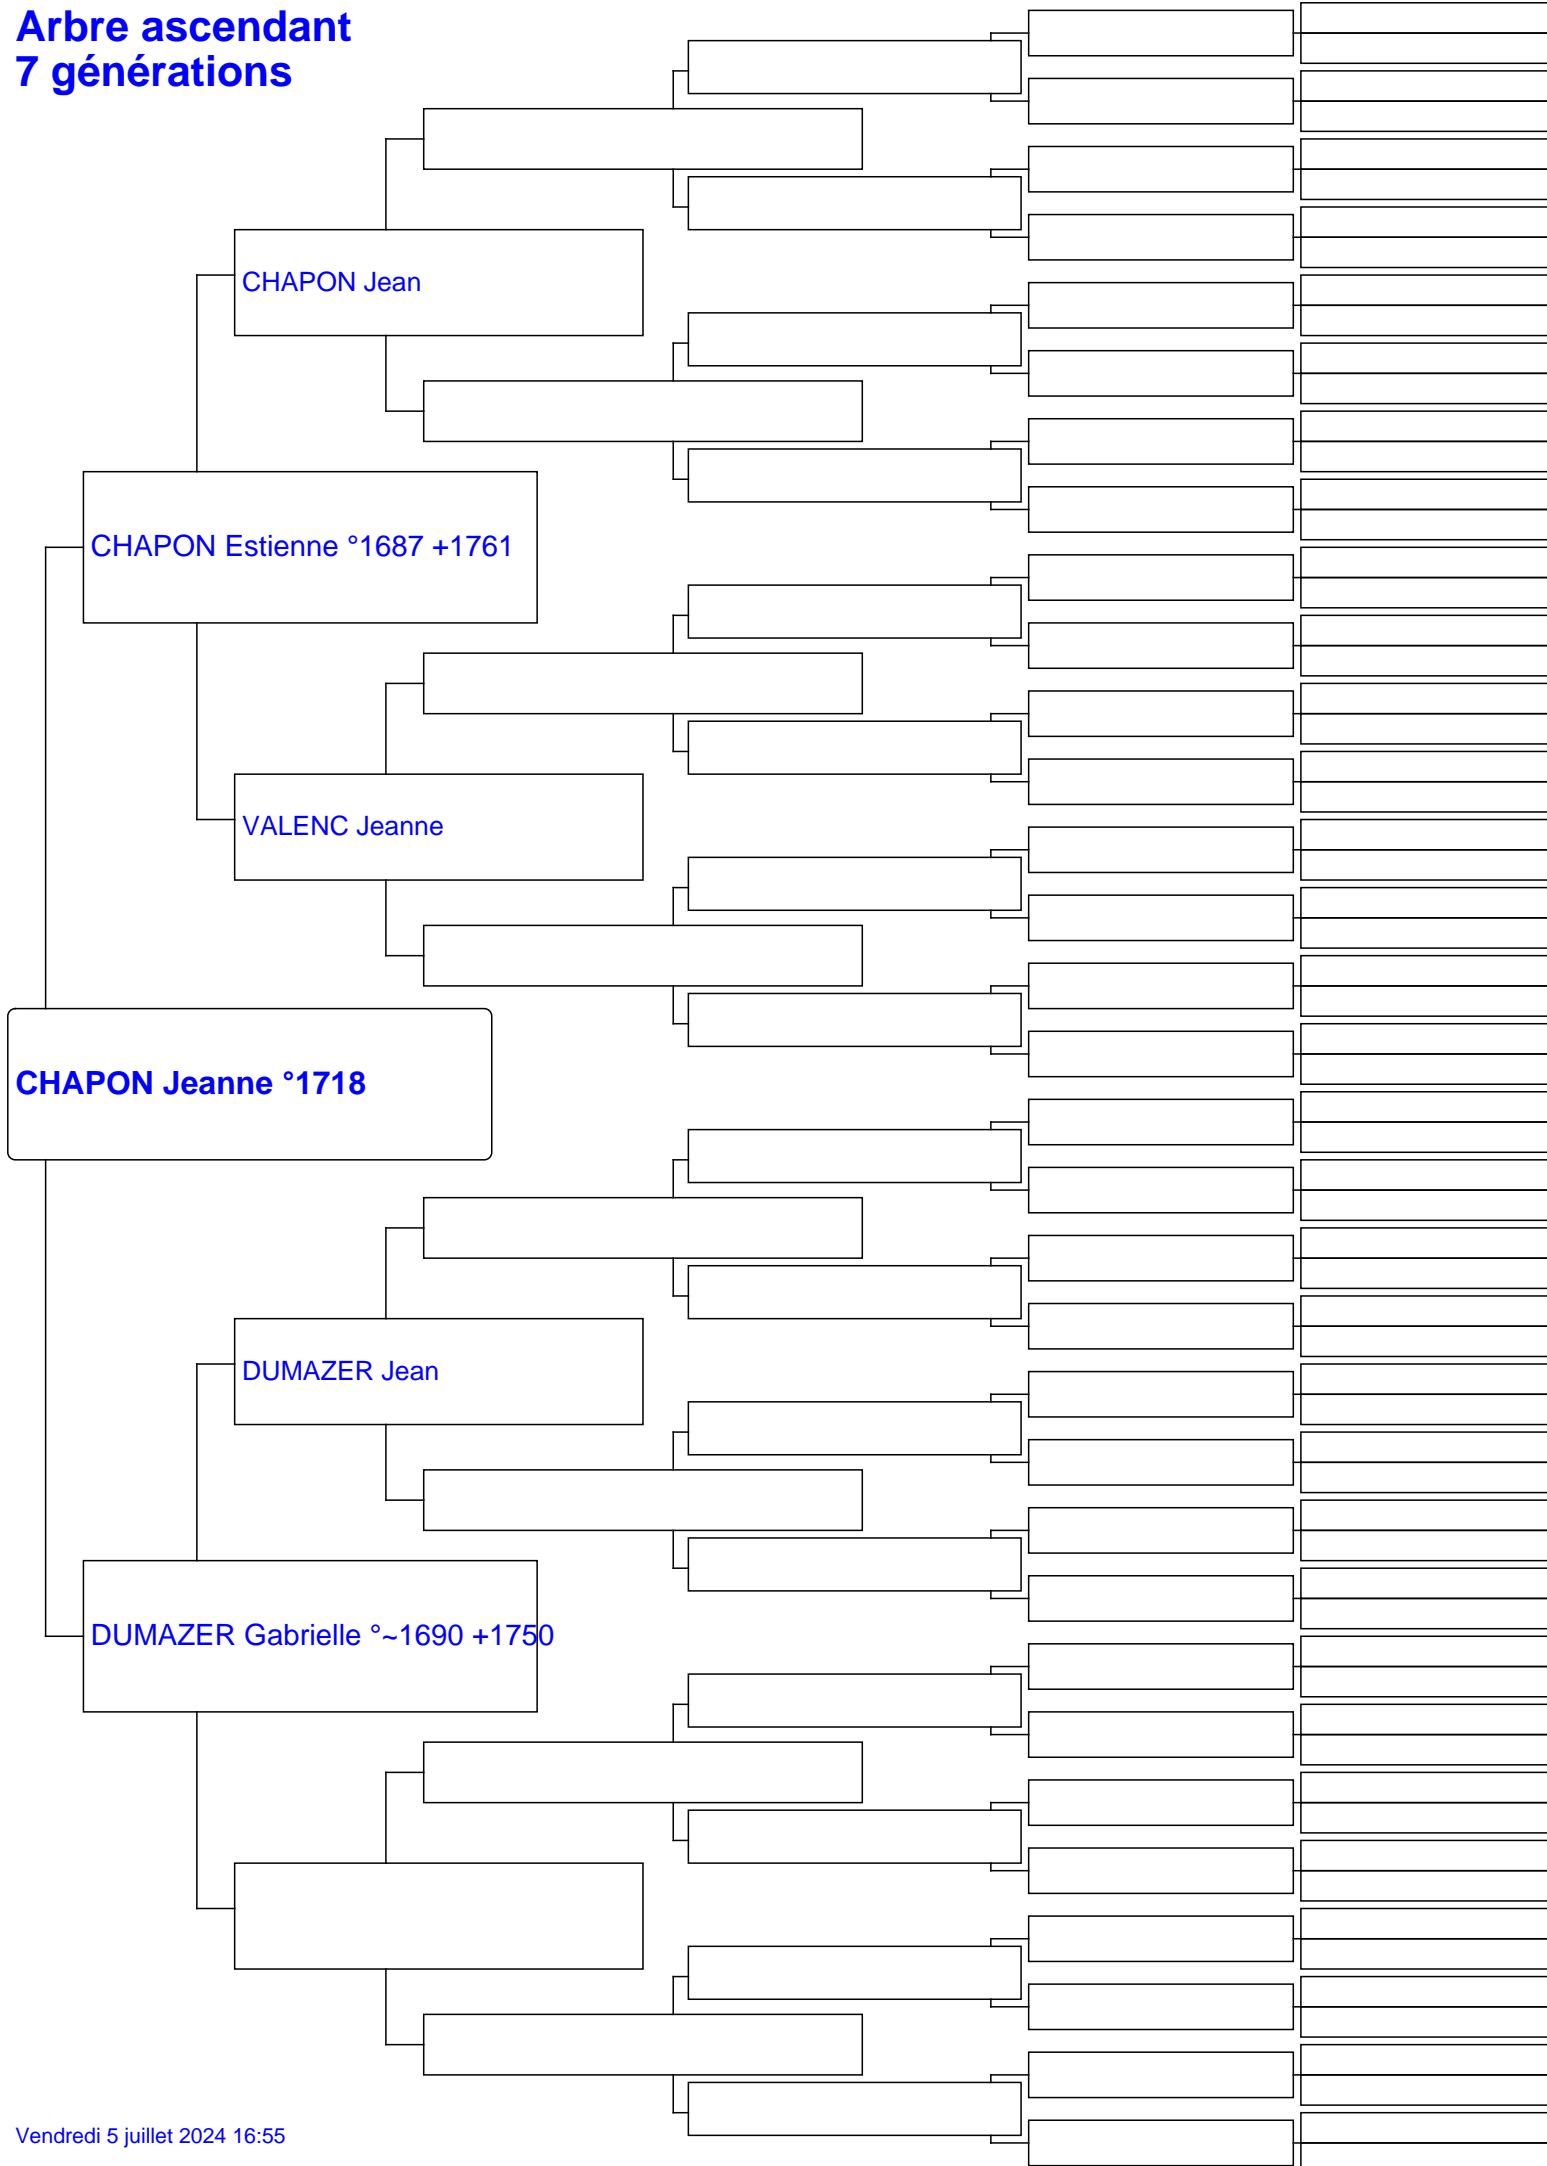 Arbre ascendant
7 générations
CHAPON Jean
CHAPON Estienne °1687 +1761
VALENC Jeanne
CHAPON Jeanne °1718
DUMAZER Jean
DUMAZER Gabrielle °~1690 +1750
Vendredi 5 juillet 2024 16:55